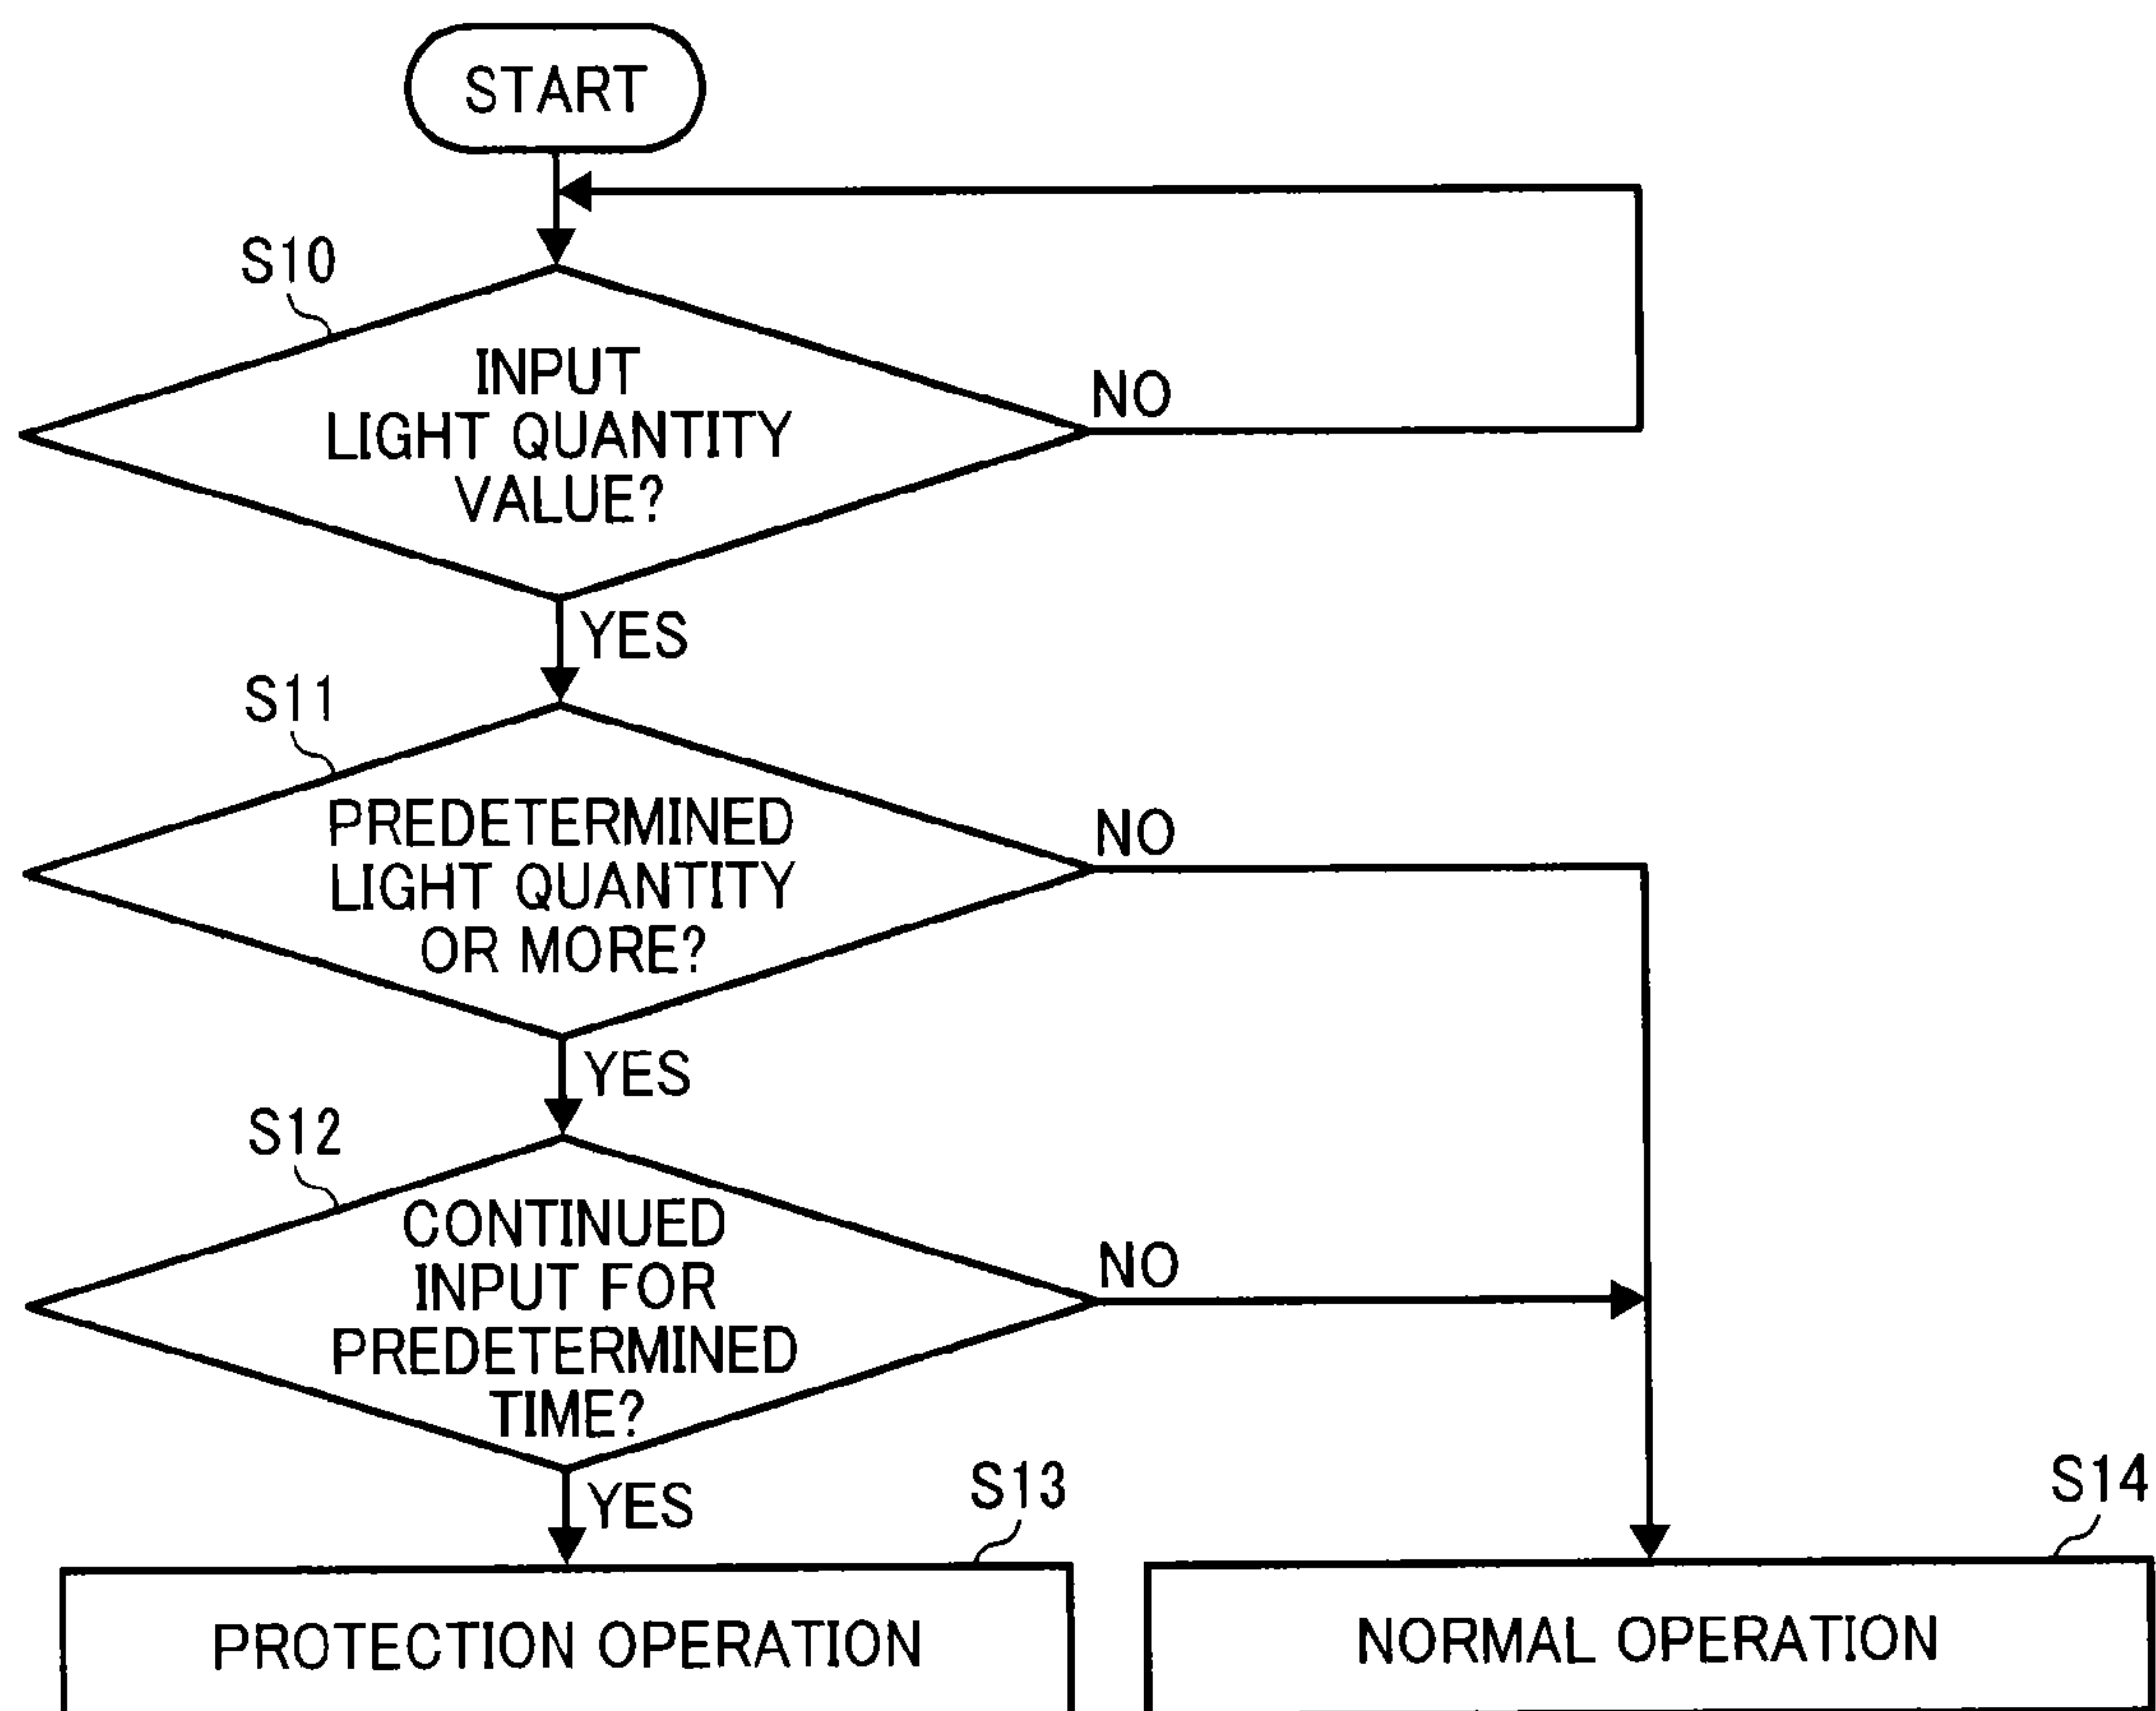 START
S10
INPUT
LIGHT QUANTITY
VALUE?
NO
YES
S11
PREDETERMINED
LIGHT QUANTITY
OR MORE?
NO
YES
S12
CONTINUED
INPUT FOR
PREDETERMINED
TIME?
NO
YES
S13
PROTECTION OPERATION
S14
NORMAL OPERATION